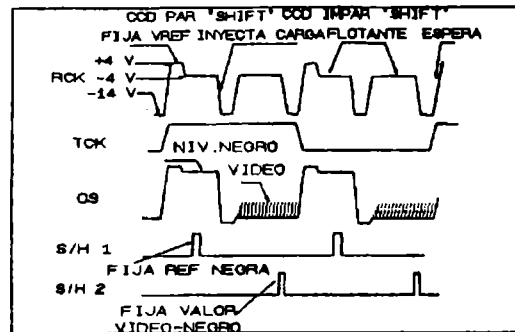 CCD PAR 'SHIFT' CCD IMPAR 'SHIFT'
FIJA VREF INYECTA CARGA FLOTANTE ESPERA
+4 V
RCK -4 V
-14 V
TCK
NIV.NEGRO
VIDEO
OS
S/H 1
FIJA REF NEGRA
S/H 2
FIJA VALOR
VIDEO-NEGRO